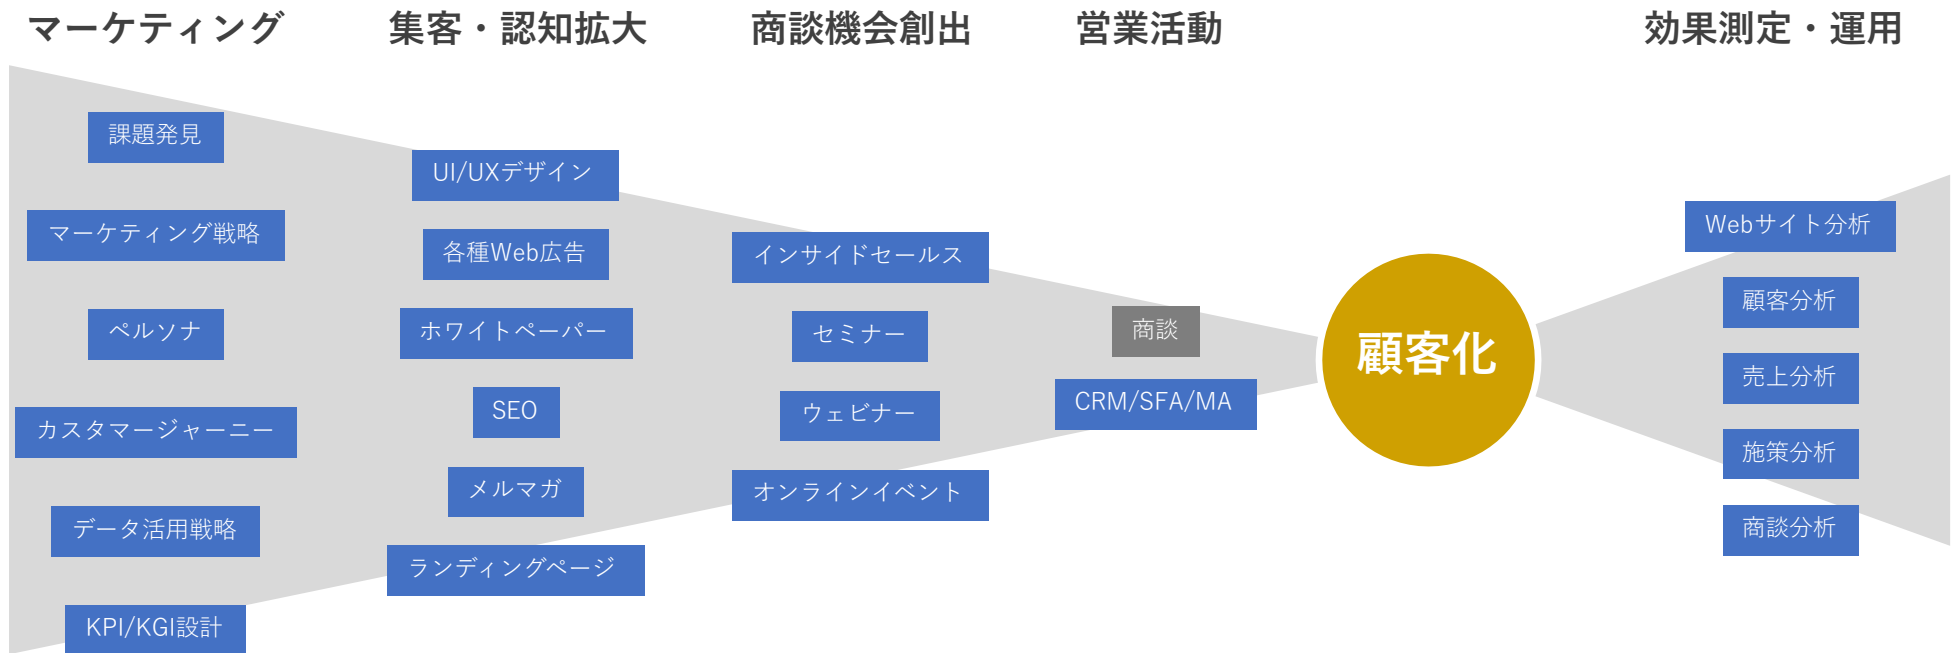 マーケティング
集客・認知拡大
商談機会創出
営業活動
効果測定・運用
課題発見
マーケティング戦略
ペルソナ
カスタマージャーニー
データ活用戦略
KPI/KGI設計
UI/UXデザイン
各種Web広告
ホワイトペーパー
SEO
メルマガ
ランディングページ
インサイドセールス
セミナー
ウェビナー
オンラインイベント
商談
CRM/SFA/MA
顧客化
Webサイト分析
顧客分析
売上分析
施策分析
商談分析